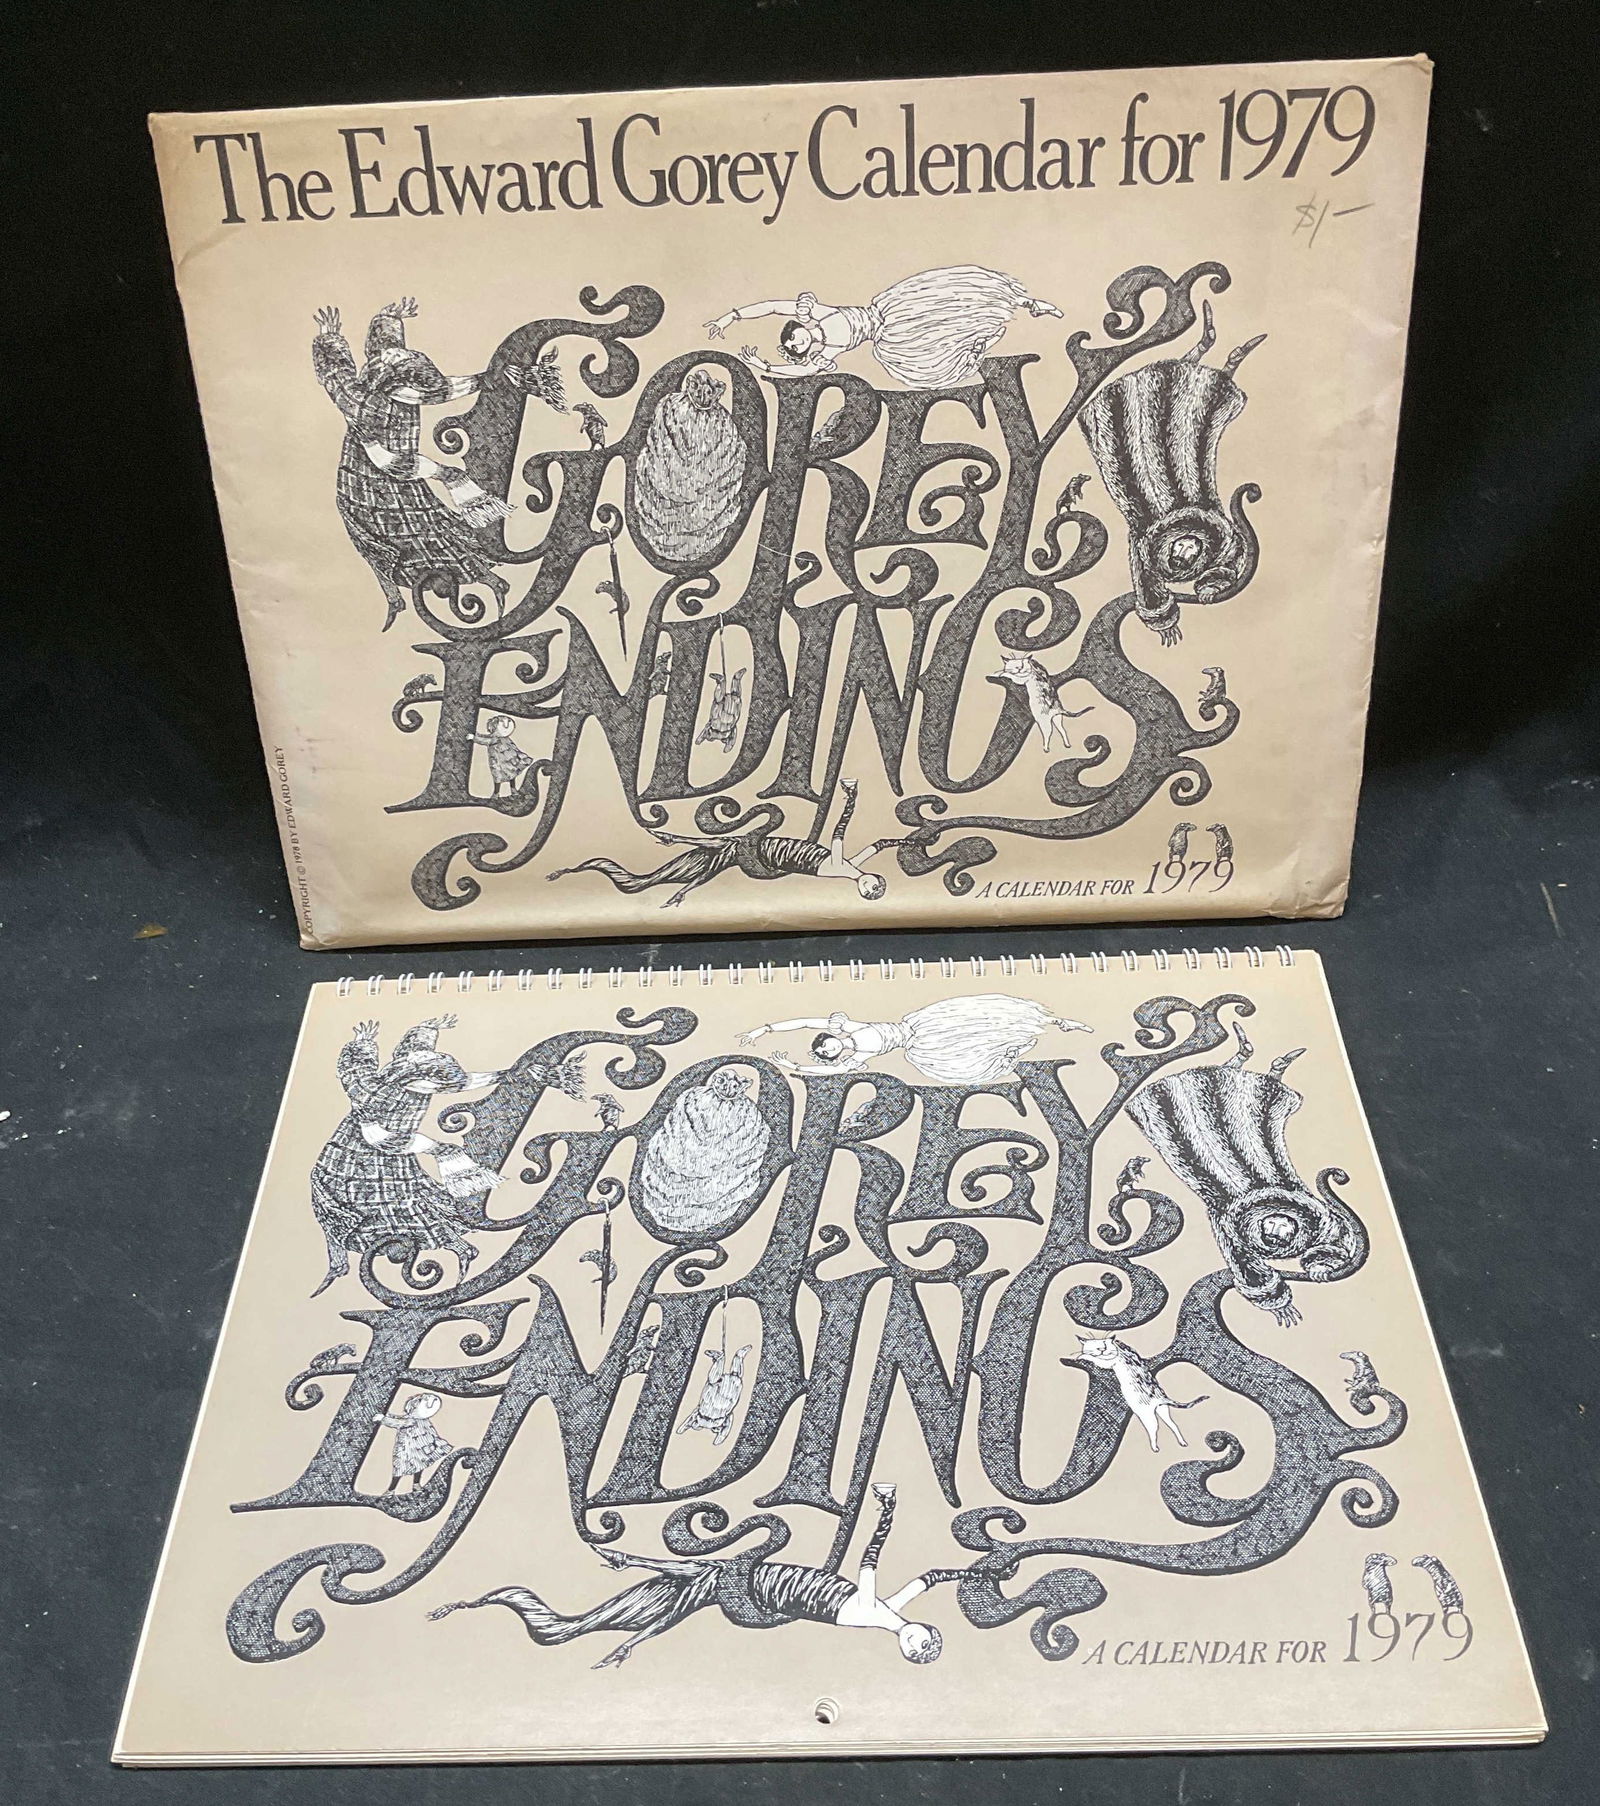 The Edward Gorey Calendar for 1979
$1-
GOREY
ENDINGS
A CALENDAR FOR 1979
COPYRIGHT © 1978 BY EDWARD GOREY
GOREY
ENDINGS
A CALENDAR FOR 1979